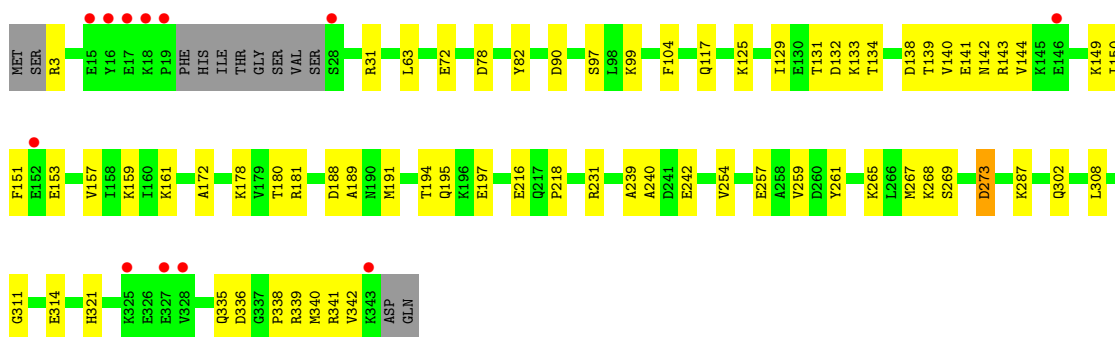 MET SER R3 E15 Y16 E17 K18 P19 PHE HIS ILE THR GLY SER VAL SER S28 R31 L63 E72 D78 Y82 D90 S97 L98 K99 F104 Q117 K125 I129 E130 T131 D132 K133 T134 D138 T139 V140 E141 N142 R143 V144 K145 E146 K149 I150
F151 E152 E153 V157 I158 K159 I160 K161 A172 K178 V179 T180 R181 D188 A189 N190 M191 T194 Q195 K196 E197 E216 Q217 P218 R231 A239 A240 D241 E242 V254 E257 A258 V259 D260 Y261 K265 L266 M267 K268 S269 D273 K287 Q302 L308
G311 E314 H321 K325 E326 E327 V328 Q335 D336 G337 P338 R339 M340 R341 V342 K343 ASP GLN